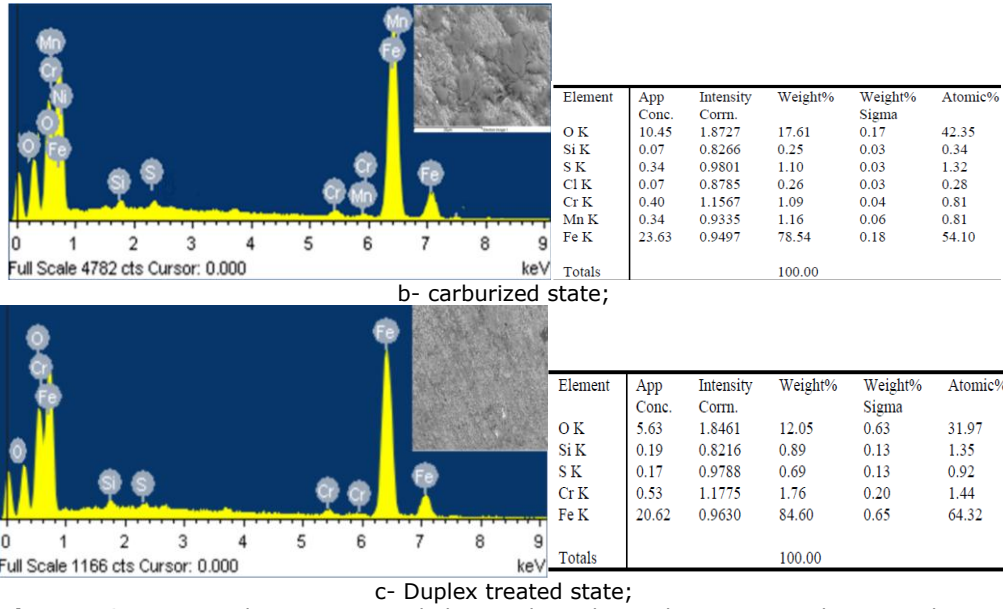 Mn
Mn
Cr
Fe
Ni
O
Cr
O
Fe
Si
S
Cr
Mn
Fe
0 1 2 3 4 5 6 7 8 9
Full Scale 4782 cts Cursor: 0.000 keV
Element App Conc. Intensity Corrn. Weight% Weight% Sigma Atomic%
O K 10.45 1.8727 17.61 0.17 42.35
Si K 0.07 0.8266 0.25 0.03 0.34
S K 0.34 0.9801 1.10 0.03 1.32
Cl K 0.07 0.8785 0.26 0.03 0.28
Cr K 0.40 1.1567 1.09 0.04 0.81
Mn K 0.34 0.9335 1.16 0.06 0.81
Fe K 23.63 0.9497 78.54 0.18 54.10
Totals 100.00
b- carburized state;
O
Fe
Cr
Fe
O
Si
S
Cr
Cr
Fe
0 1 2 3 4 5 6 7 8 9
Full Scale 1166 cts Cursor: 0.000 keV
Element App Conc. Intensity Corrn. Weight% Weight% Sigma Atomic%
O K 5.63 1.8461 12.05 0.63 31.97
Si K 0.19 0.8216 0.89 0.13 1.35
S K 0.17 0.9788 0.69 0.13 0.92
Cr K 0.53 1.1775 1.76 0.20 1.44
Fe K 20.62 0.9630 84.60 0.65 64.32
Totals 100.00
c- Duplex treated state;